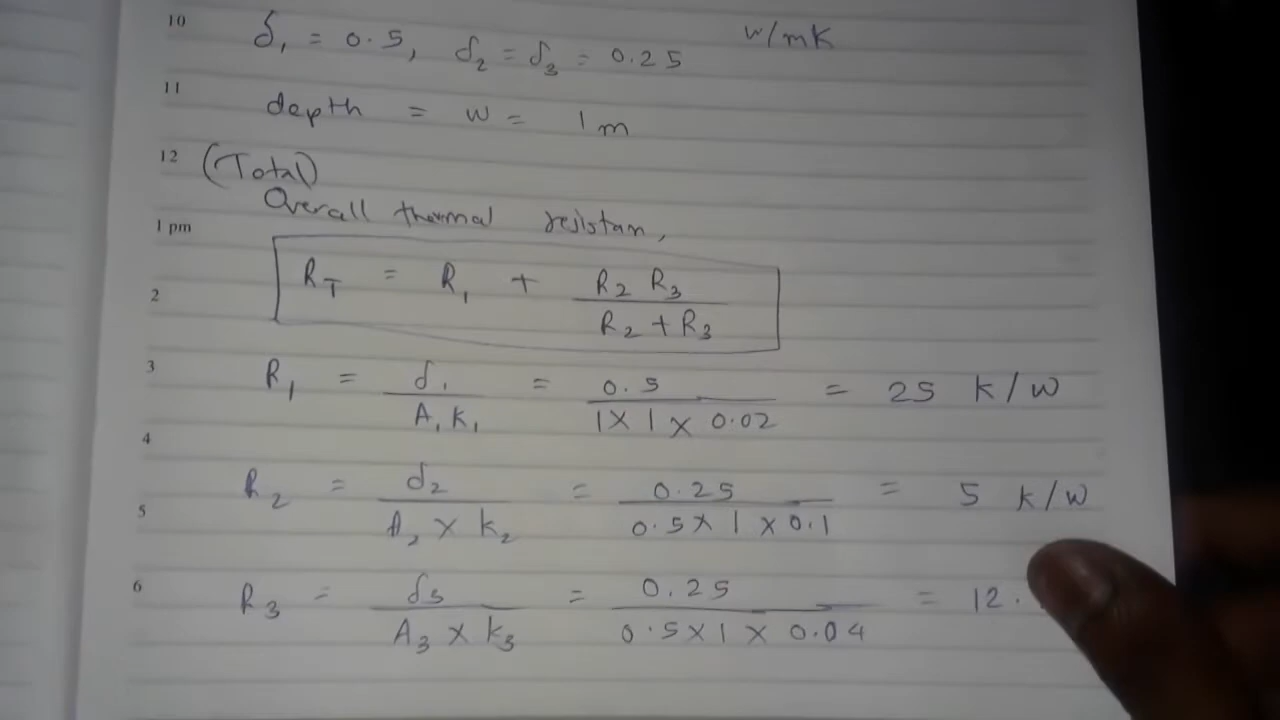 10 δ₁ = 0.5, δ₂ = δ₃ = 0.25 W/mK
11 depth = w = 1m
12 (Total)
Overall thermal resistan,
1 pm
2 R_T = R₁ + R₂ R₃ / R₂ + R₃
3 R₁ = δ₁ / A₁ K₁ = 0.5 / 1 × 1 × 0.02 = 25 K/W
4
5 R₂ = δ₂ / A₂ × k₂ = 0.25 / 0.5 × 1 × 0.1 = 5 K/W
6 R₃ = δ₃ / A₃ × k₃ = 0.25 / 0.5 × 1 × 0.04 = 12.